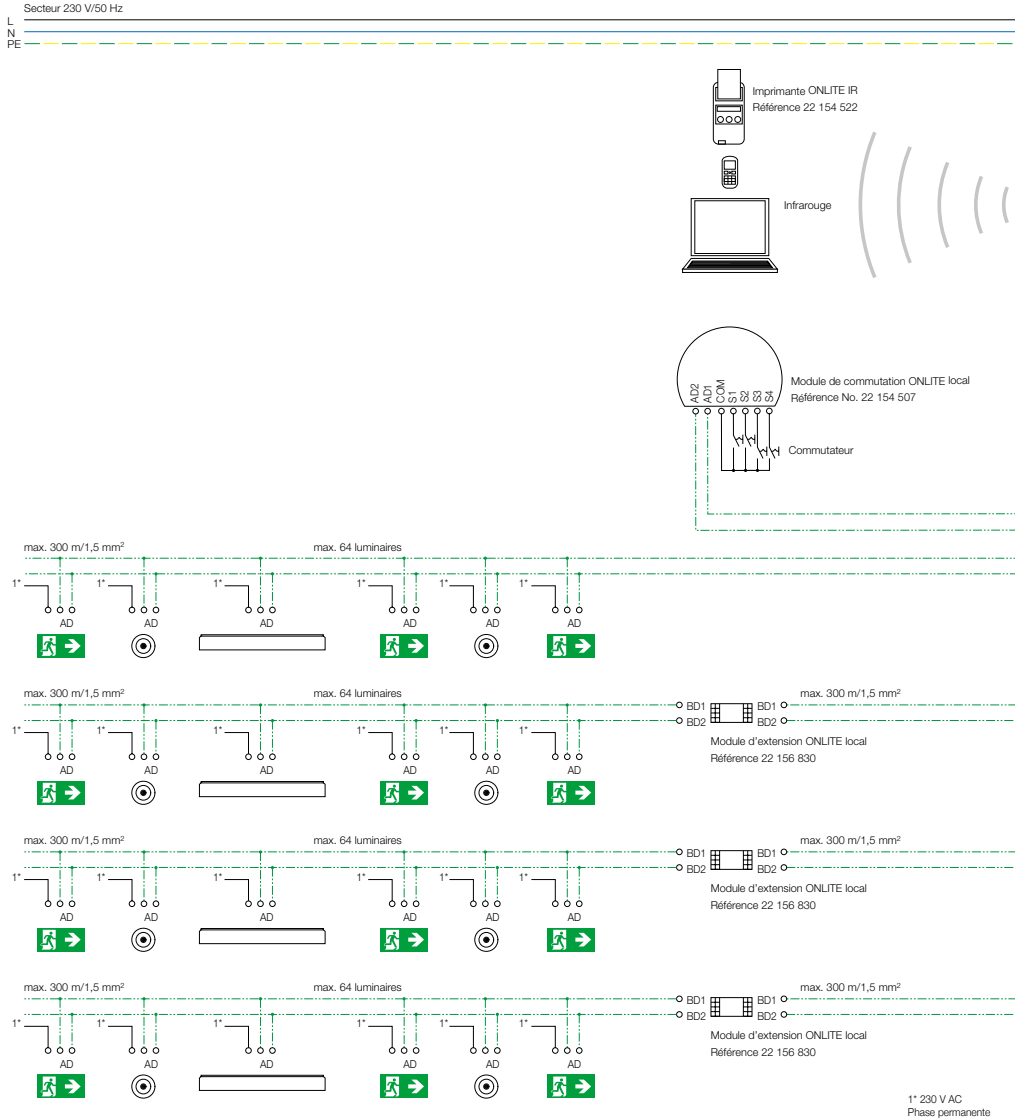 Secteur 230 V/50 Hz
L
N
PE
Imprimante ONLITE IR
Référence 22 154 522
Infrarouge
AD2 AD1 COM S1 S2 S3 S4
Module de commutation ONLITE local
Référence No. 22 154 507
Commutateur
max. 300 m/1,5 mm² max. 64 luminaires
1* 1* 1* 1* 1* 1*
AD AD AD AD AD AD
max. 300 m/1,5 mm² max. 64 luminaires BD1 BD1 max. 300 m/1,5 mm²
BD2 BD2
1* 1* 1* 1* 1* 1*
Module d'extension ONLITE local
Référence 22 156 830
AD AD AD AD AD AD
max. 300 m/1,5 mm² max. 64 luminaires BD1 BD1 max. 300 m/1,5 mm²
BD2 BD2
1* 1* 1* 1* 1* 1*
Module d'extension ONLITE local
Référence 22 156 830
AD AD AD AD AD AD
max. 300 m/1,5 mm² max. 64 luminaires BD1 BD1 max. 300 m/1,5 mm²
BD2 BD2
1* 1* 1* 1* 1* 1*
Module d'extension ONLITE local
Référence 22 156 830
AD AD AD AD AD AD
1* 230 V AC
Phase permanente